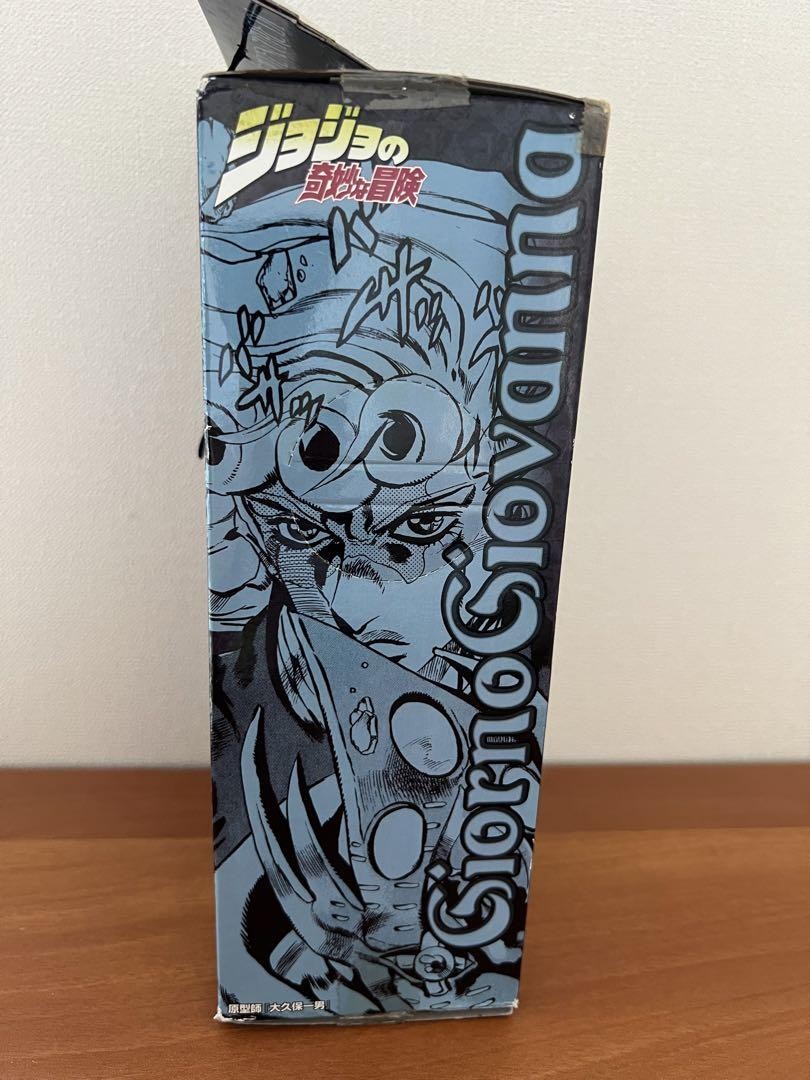 ジョジョの
奇妙な冒険
Giorno Giovanna
原型師 大久保一男